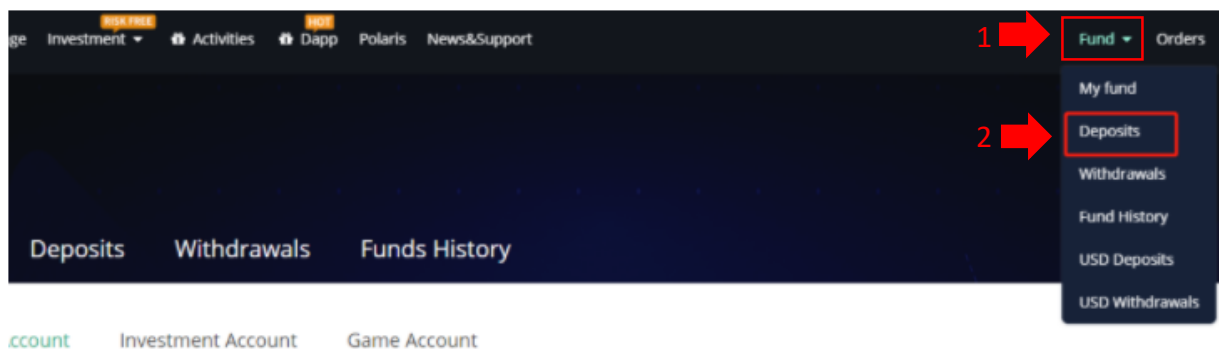 RISK FREE HOT
ge Investment Activities Dapp Polaris News&Support 1 Fund Orders
My fund
2 Deposits
Withdrawals
Fund History
Deposits Withdrawals Funds History
USD Deposits
USD Withdrawals
ccount Investment Account Game Account